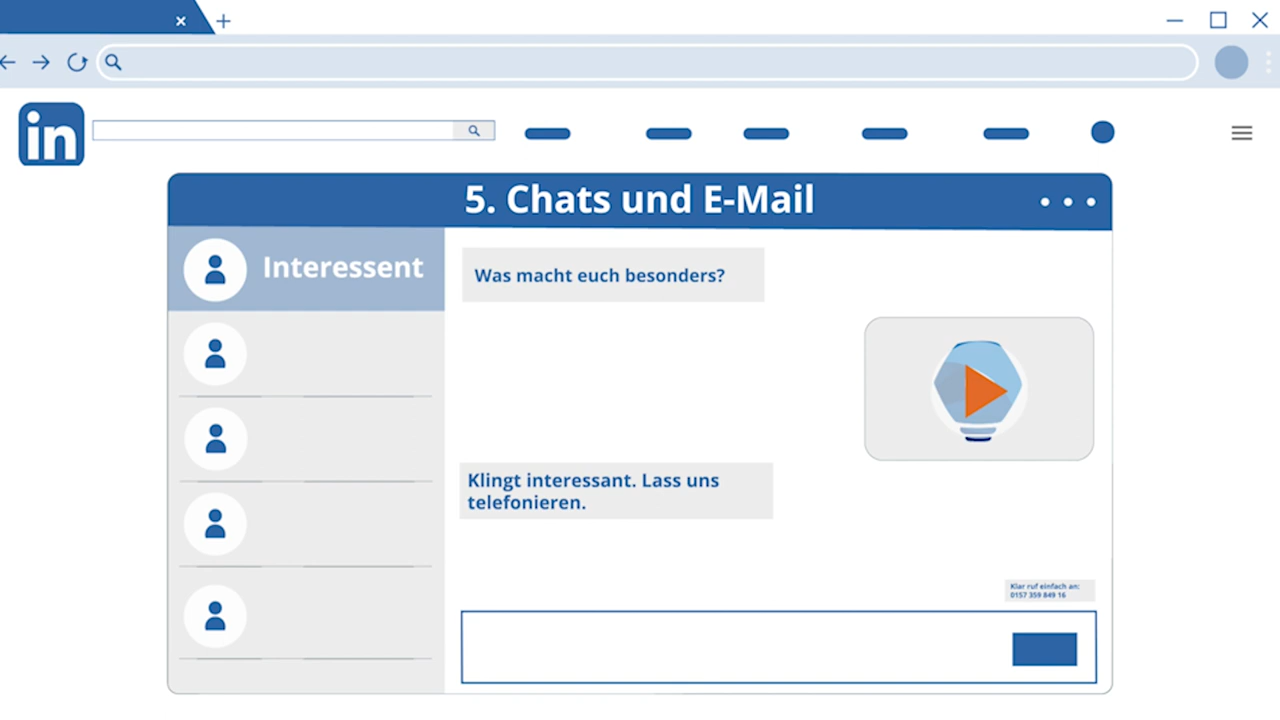 in
5. Chats und E-Mail
Interessent
Was macht euch besonders?
Klingt interessant. Lass uns
telefonieren.
Klar ruf einfach an:
0157 359 849 16